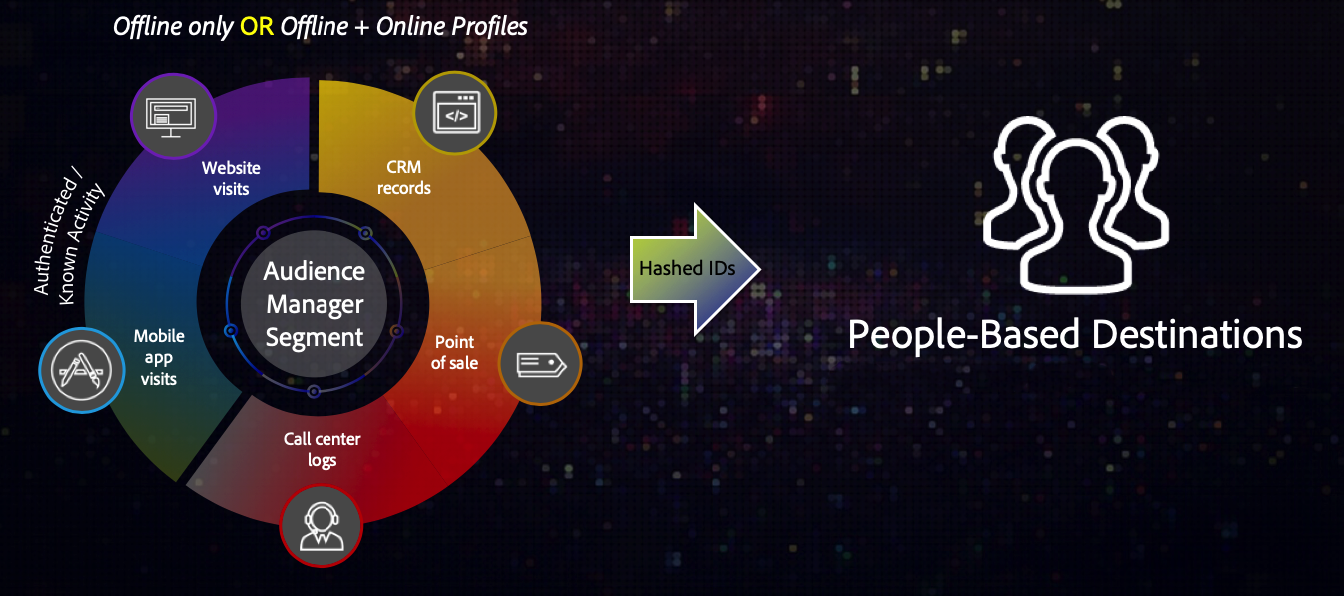 Offline only OR Offline + Online Profiles
Authenticated /
Known Activity
Website
visits
</>
CRM
records
Audience
Manager
Segment
Mobile
app
visits
Point
of sale
Call center
logs
Hashed IDs
People-Based Destinations